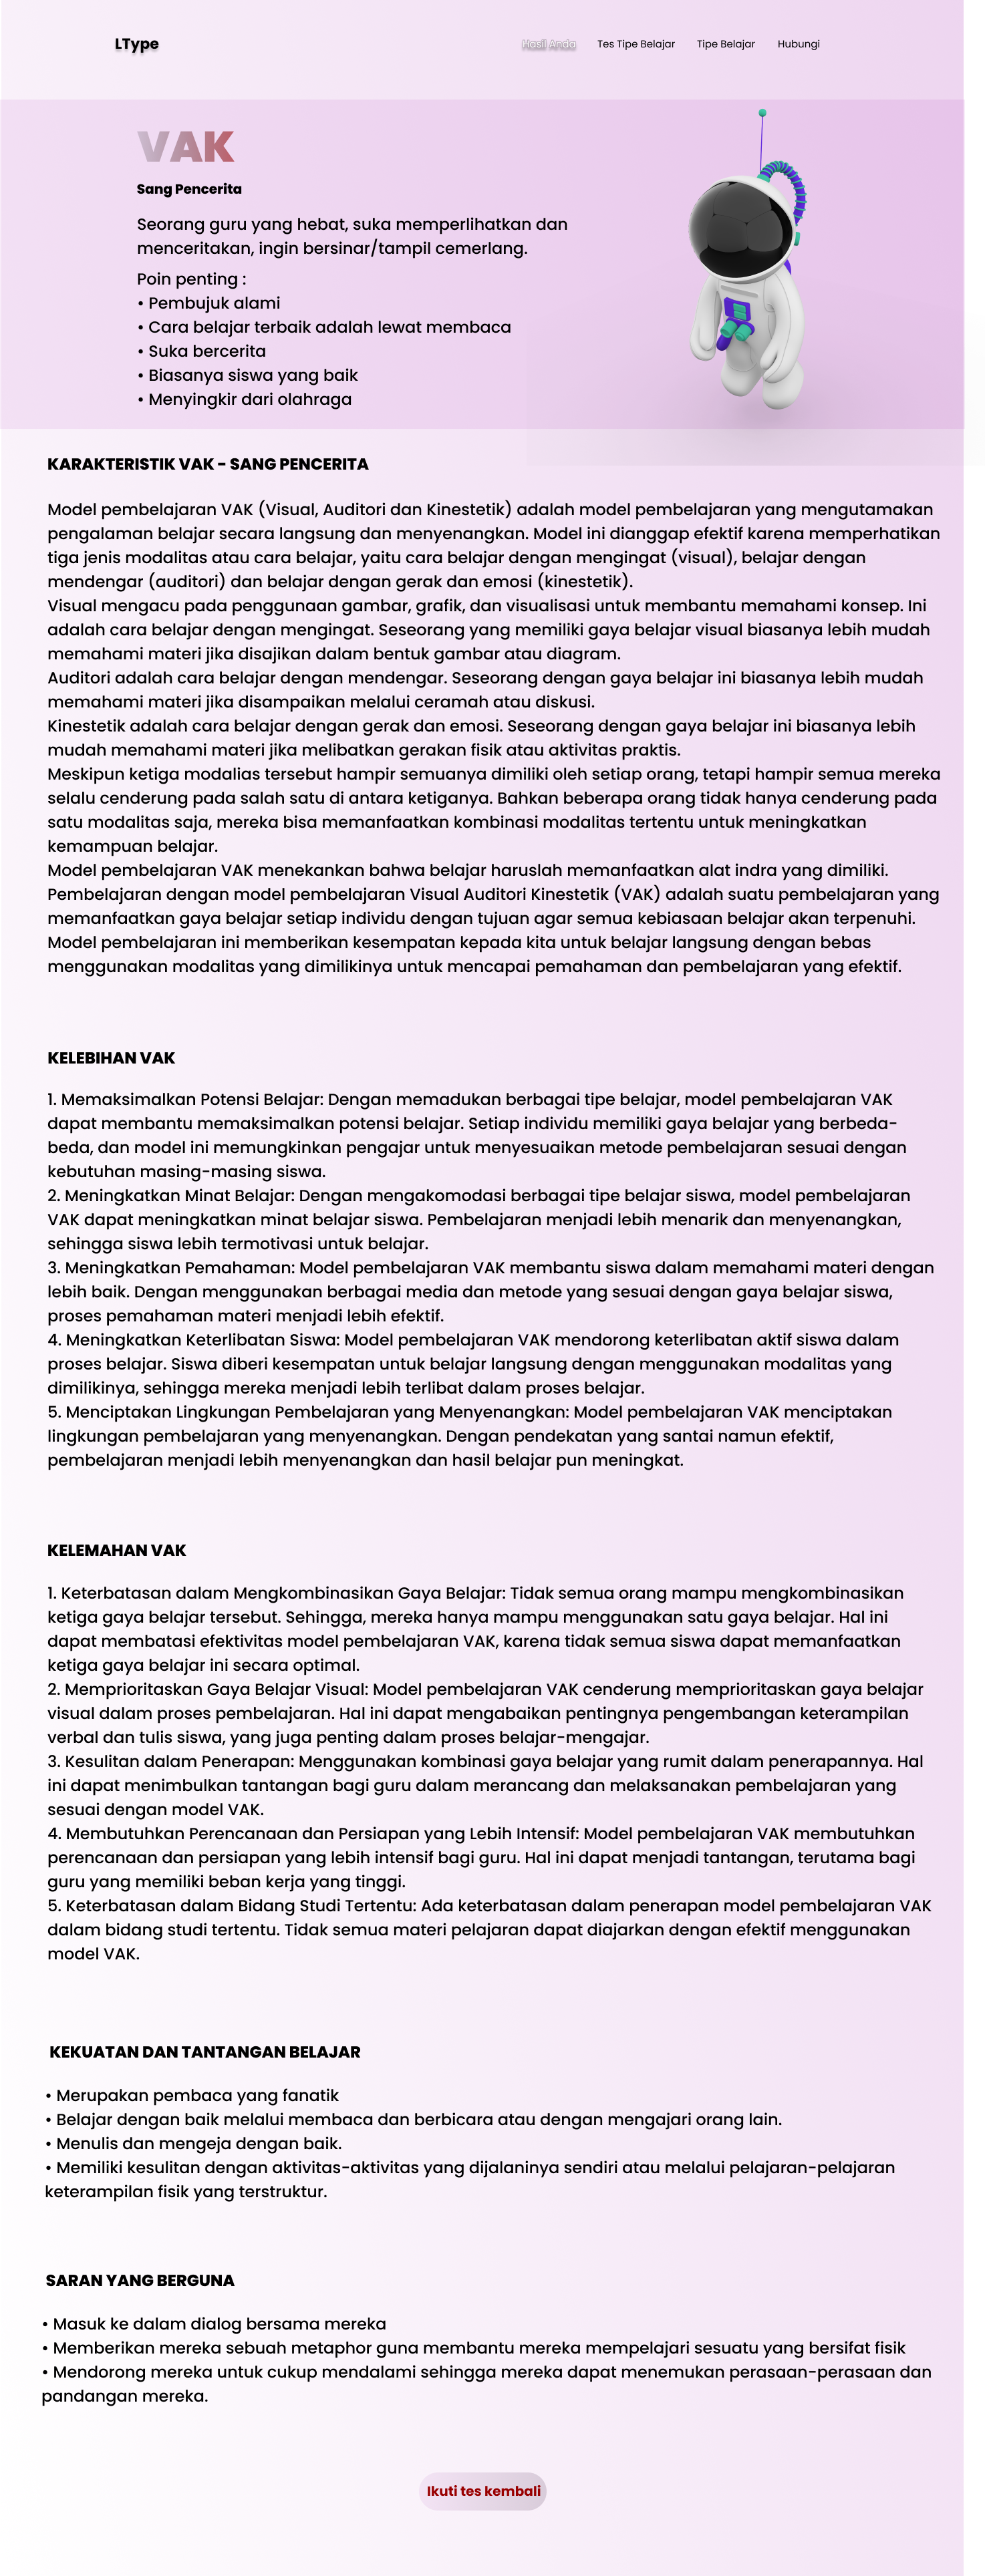 LType
Hasil Anda
Tes Tipe Belajar
Tipe Belajar
Hubungi
VAK
Sang Pencerita
Seorang guru yang hebat, suka memperlihatkan dan
menceritakan, ingin bersinar/tampil cemerlang.
Poin penting :
• Pembujuk alami
• Cara belajar terbaik adalah lewat membaca
• Suka bercerita
• Biasanya siswa yang baik
• Menyingkir dari olahraga
KARAKTERISTIK VAK - SANG PENCERITA
Model pembelajaran VAK (Visual, Auditori dan Kinestetik) adalah model pembelajaran yang mengutamakan
pengalaman belajar secara langsung dan menyenangkan. Model ini dianggap efektif karena memperhatikan
tiga jenis modalitas atau cara belajar, yaitu cara belajar dengan mengingat (visual), belajar dengan
mendengar (auditori) dan belajar dengan gerak dan emosi (kinestetik).
Visual mengacu pada penggunaan gambar, grafik, dan visualisasi untuk membantu memahami konsep. Ini
adalah cara belajar dengan mengingat. Seseorang yang memiliki gaya belajar visual biasanya lebih mudah
memahami materi jika disajikan dalam bentuk gambar atau diagram.
Auditori adalah cara belajar dengan mendengar. Seseorang dengan gaya belajar ini biasanya lebih mudah
memahami materi jika disampaikan melalui ceramah atau diskusi.
Kinestetik adalah cara belajar dengan gerak dan emosi. Seseorang dengan gaya belajar ini biasanya lebih
mudah memahami materi jika melibatkan gerakan fisik atau aktivitas praktis.
Meskipun ketiga modalias tersebut hampir semuanya dimiliki oleh setiap orang, tetapi hampir semua mereka
selalu cenderung pada salah satu di antara ketiganya. Bahkan beberapa orang tidak hanya cenderung pada
satu modalitas saja, mereka bisa memanfaatkan kombinasi modalitas tertentu untuk meningkatkan
kemampuan belajar.
Model pembelajaran VAK menekankan bahwa belajar haruslah memanfaatkan alat indra yang dimiliki.
Pembelajaran dengan model pembelajaran Visual Auditori Kinestetik (VAK) adalah suatu pembelajaran yang
memanfaatkan gaya belajar setiap individu dengan tujuan agar semua kebiasaan belajar akan terpenuhi.
Model pembelajaran ini memberikan kesempatan kepada kita untuk belajar langsung dengan bebas
menggunakan modalitas yang dimilikinya untuk mencapai pemahaman dan pembelajaran yang efektif.
KELEBIHAN VAK
1. Memaksimalkan Potensi Belajar: Dengan memadukan berbagai tipe belajar, model pembelajaran VAK
dapat membantu memaksimalkan potensi belajar. Setiap individu memiliki gaya belajar yang berbeda-
beda, dan model ini memungkinkan pengajar untuk menyesuaikan metode pembelajaran sesuai dengan
kebutuhan masing-masing siswa.
2. Meningkatkan Minat Belajar: Dengan mengakomodasi berbagai tipe belajar siswa, model pembelajaran
VAK dapat meningkatkan minat belajar siswa. Pembelajaran menjadi lebih menarik dan menyenangkan,
sehingga siswa lebih termotivasi untuk belajar.
3. Meningkatkan Pemahaman: Model pembelajaran VAK membantu siswa dalam memahami materi dengan
lebih baik. Dengan menggunakan berbagai media dan metode yang sesuai dengan gaya belajar siswa,
proses pemahaman materi menjadi lebih efektif.
4. Meningkatkan Keterlibatan Siswa: Model pembelajaran VAK mendorong keterlibatan aktif siswa dalam
proses belajar. Siswa diberi kesempatan untuk belajar langsung dengan menggunakan modalitas yang
dimilikinya, sehingga mereka menjadi lebih terlibat dalam proses belajar.
5. Menciptakan Lingkungan Pembelajaran yang Menyenangkan: Model pembelajaran VAK menciptakan
lingkungan pembelajaran yang menyenangkan. Dengan pendekatan yang santai namun efektif,
pembelajaran menjadi lebih menyenangkan dan hasil belajar pun meningkat.
KELEMAHAN VAK
1. Keterbatasan dalam Mengkombinasikan Gaya Belajar: Tidak semua orang mampu mengkombinasikan
ketiga gaya belajar tersebut. Sehingga, mereka hanya mampu menggunakan satu gaya belajar. Hal ini
dapat membatasi efektivitas model pembelajaran VAK, karena tidak semua siswa dapat memanfaatkan
ketiga gaya belajar ini secara optimal.
2. Memprioritaskan Gaya Belajar Visual: Model pembelajaran VAK cenderung memprioritaskan gaya belajar
visual dalam proses pembelajaran. Hal ini dapat mengabaikan pentingnya pengembangan keterampilan
verbal dan tulis siswa, yang juga penting dalam proses belajar-mengajar.
3. Kesulitan dalam Penerapan: Menggunakan kombinasi gaya belajar yang rumit dalam penerapannya. Hal
ini dapat menimbulkan tantangan bagi guru dalam merancang dan melaksanakan pembelajaran yang
sesuai dengan model VAK.
4. Membutuhkan Perencanaan dan Persiapan yang Lebih Intensif: Model pembelajaran VAK membutuhkan
perencanaan dan persiapan yang lebih intensif bagi guru. Hal ini dapat menjadi tantangan, terutama bagi
guru yang memiliki beban kerja yang tinggi.
5. Keterbatasan dalam Bidang Studi Tertentu: Ada keterbatasan dalam penerapan model pembelajaran VAK
dalam bidang studi tertentu. Tidak semua materi pelajaran dapat diajarkan dengan efektif menggunakan
model VAK.
KEKUATAN DAN TANTANGAN BELAJAR
• Merupakan pembaca yang fanatik
• Belajar dengan baik melalui membaca dan berbicara atau dengan mengajari orang lain.
• Menulis dan mengeja dengan baik.
• Memiliki kesulitan dengan aktivitas-aktivitas yang dijalaninya sendiri atau melalui pelajaran-pelajaran
keterampilan fisik yang terstruktur.
SARAN YANG BERGUNA
• Masuk ke dalam dialog bersama mereka
• Memberikan mereka sebuah metaphor guna membantu mereka mempelajari sesuatu yang bersifat fisik
• Mendorong mereka untuk cukup mendalami sehingga mereka dapat menemukan perasaan-perasaan dan
pandangan mereka.
Ikuti tes kembali